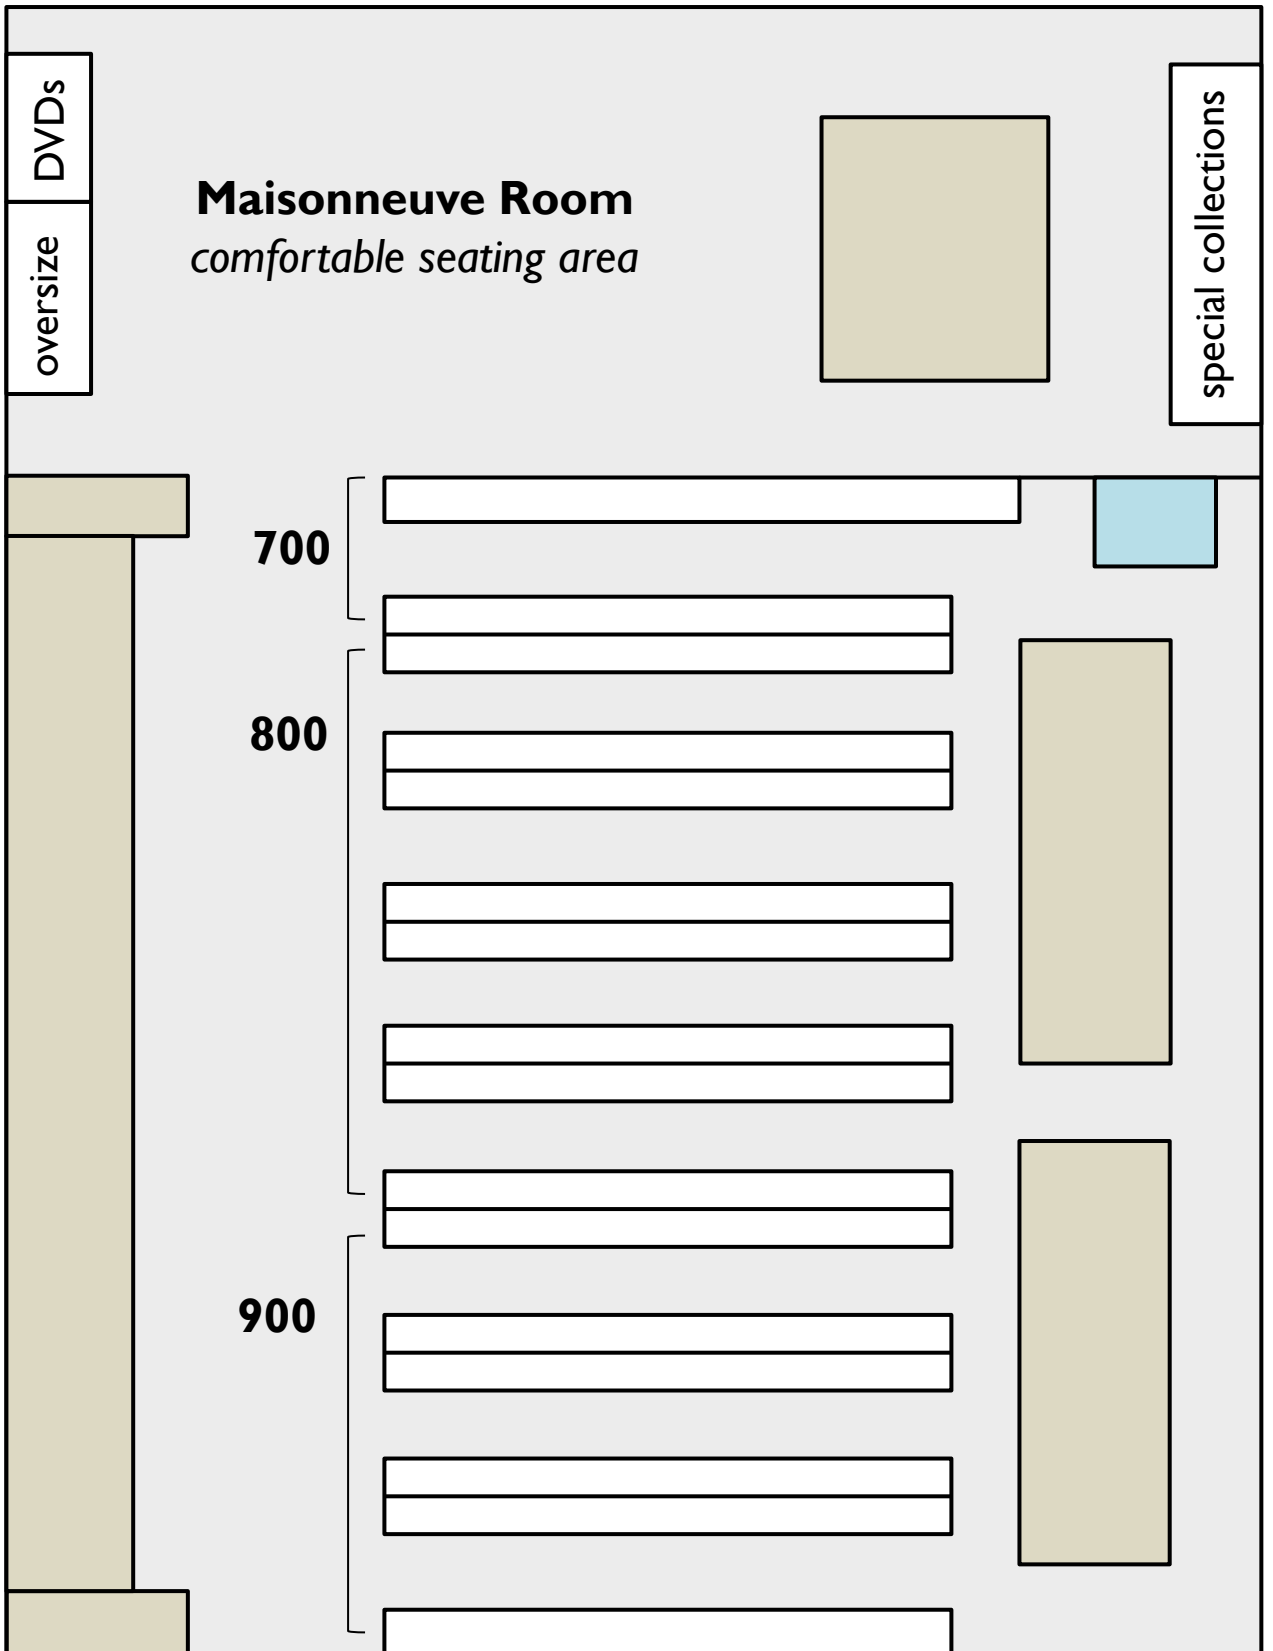 DVDs
oversize
Maisonneuve Room
comfortable seating area
special collections
700
800
900